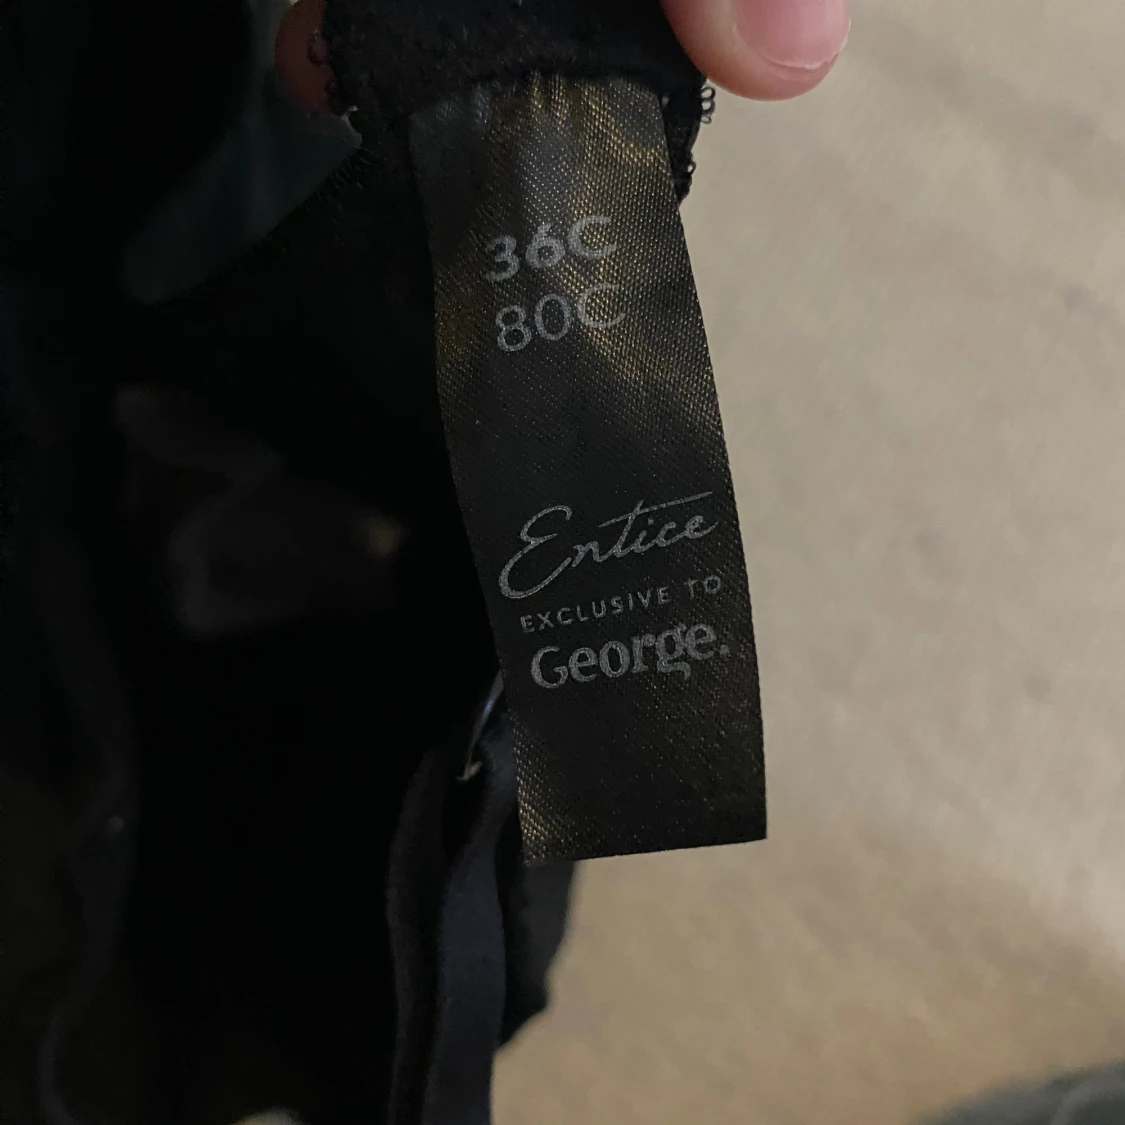 36C
80C
Entice
EXCLUSIVE TO
George.